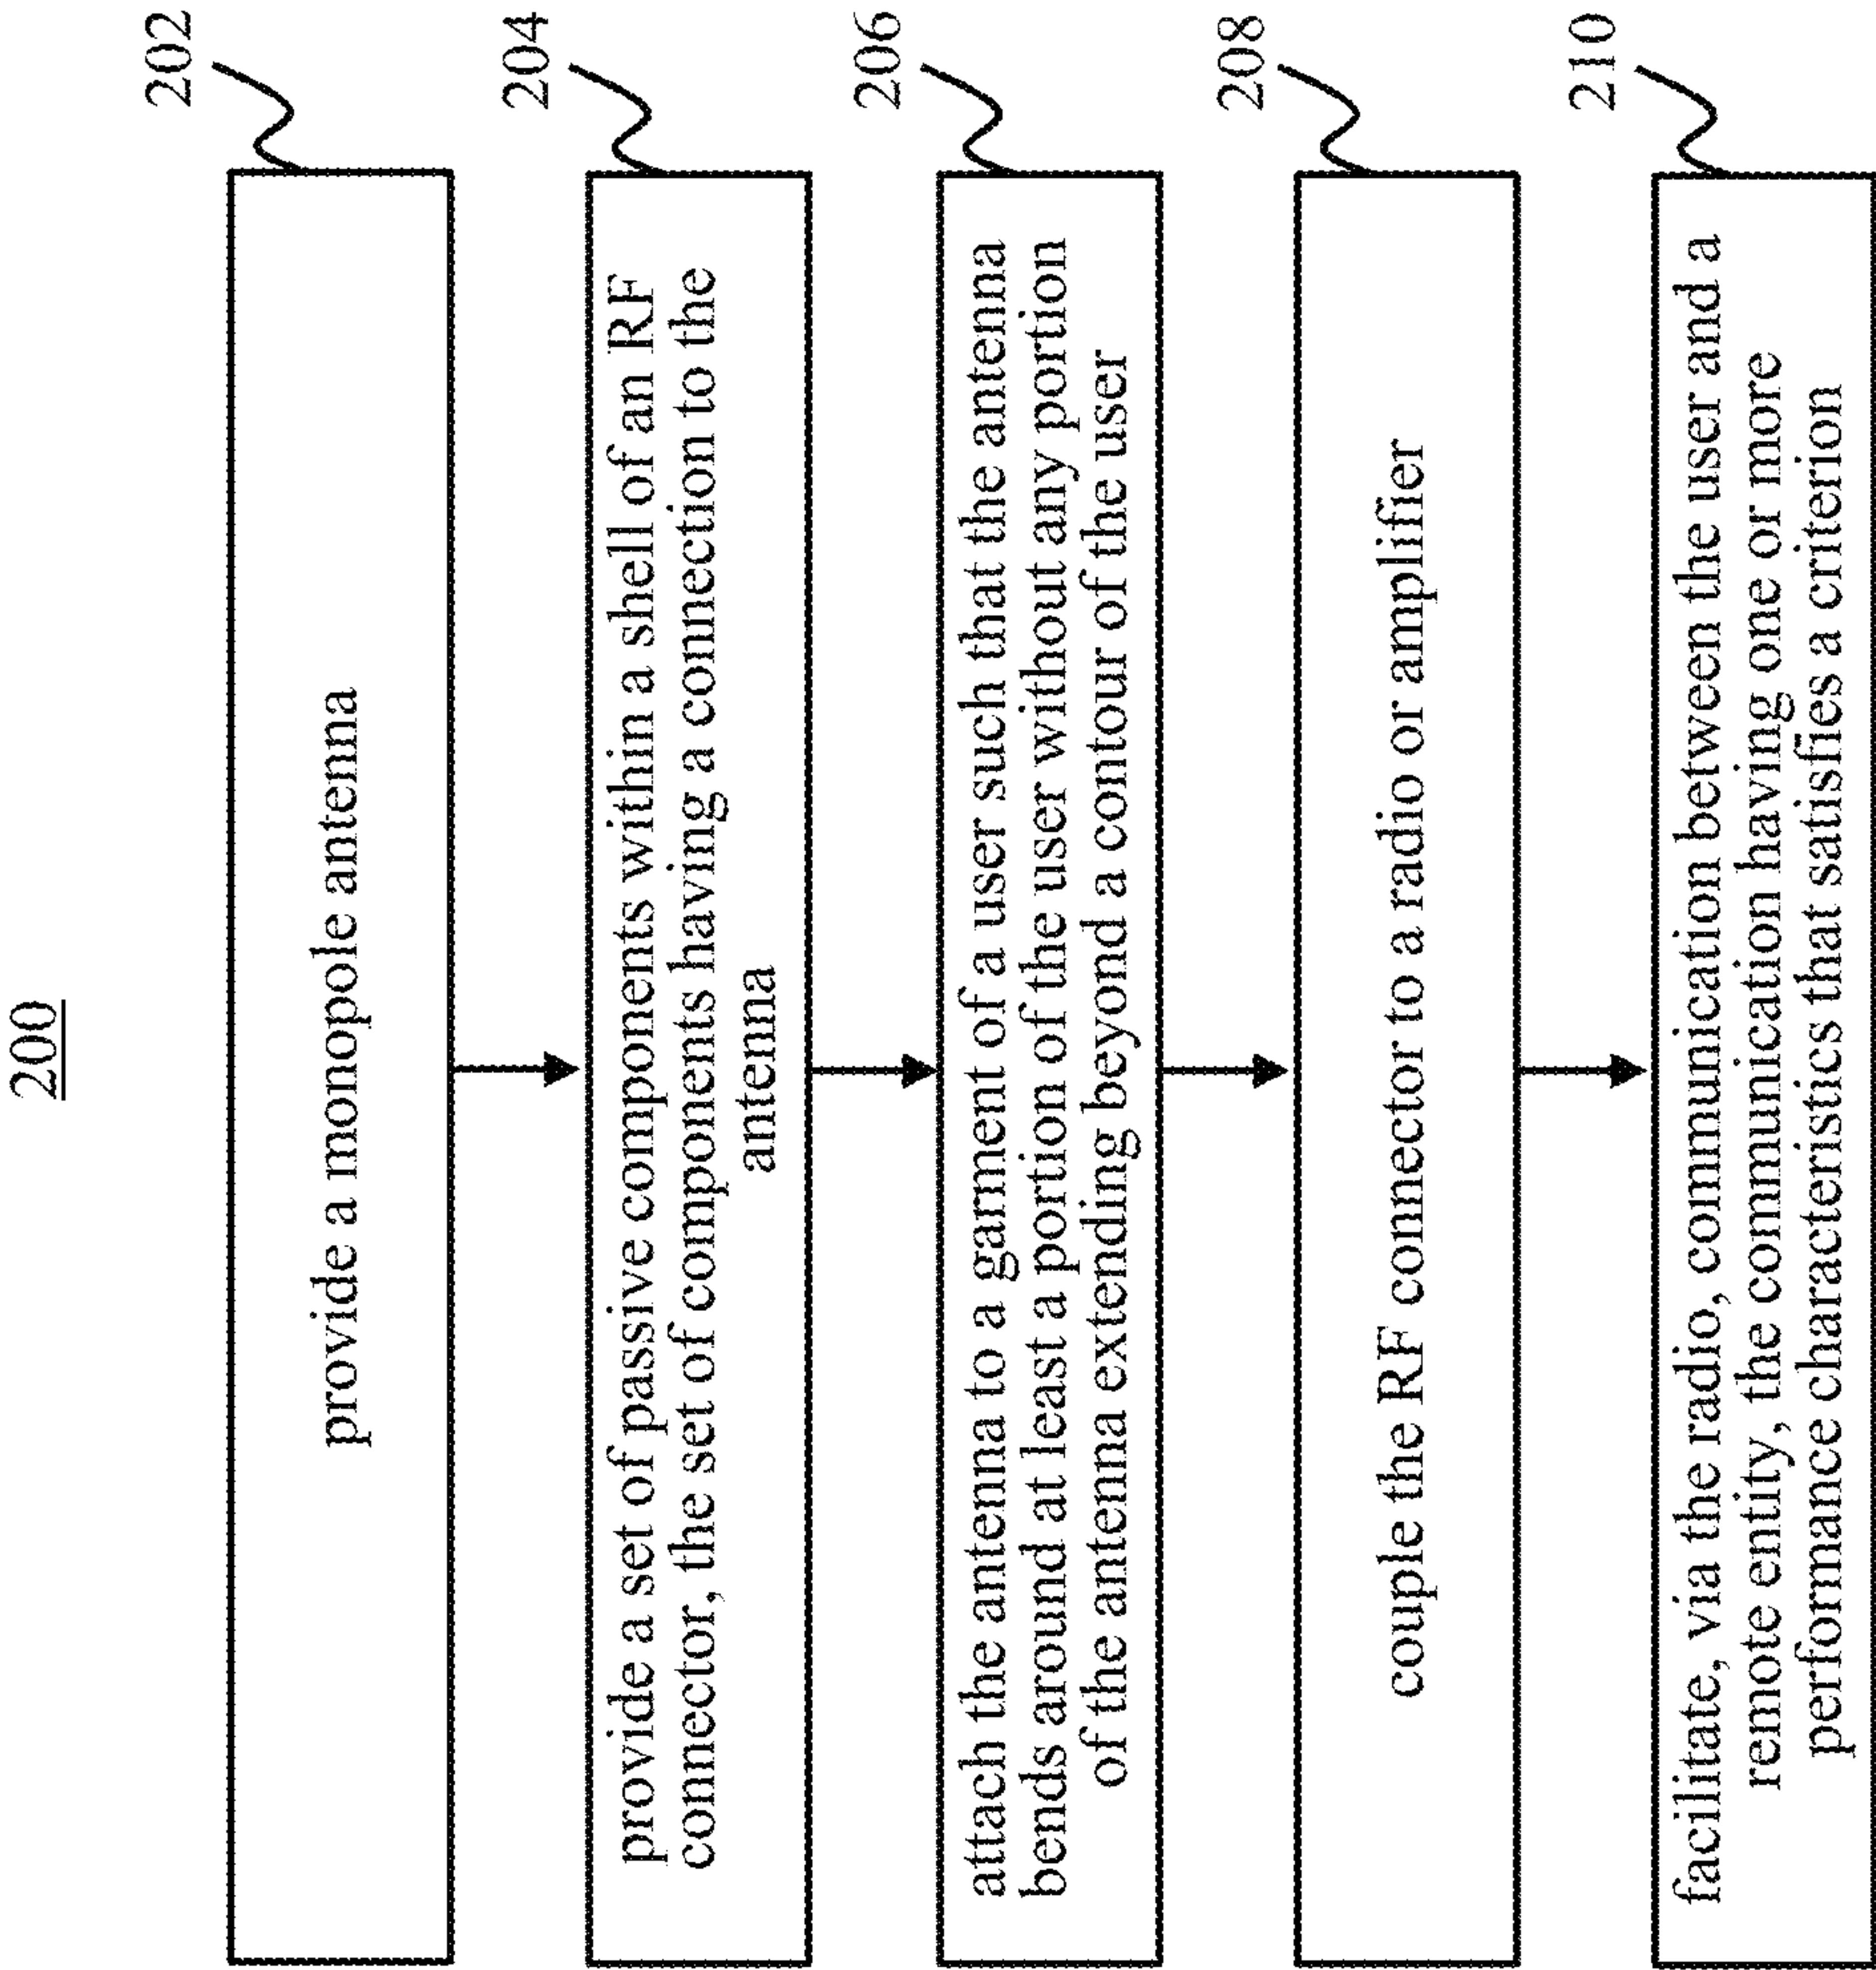 200
202
provide a monopole antenna
204
provide a set of passive components within a shell of an RF
connector, the set of components having a connection to the
antenna
206
attach the antenna to a garment of a user such that the antenna
bends around at least a portion of the user without any portion
of the antenna extending beyond a contour of the user
208
couple the RF connector to a radio or amplifier
210
facilitate, via the radio, communication between the user and a
remote entity, the communication having one or more
performance characteristics that satisfies a criterion